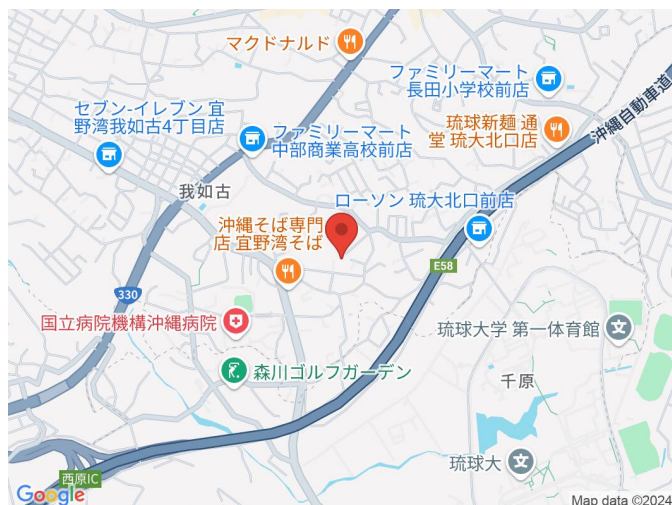 マクドナルド
ファミリーマート
長田小学校前店
沖縄自動車道
セブン-イレブン 宜
野湾我如古4丁目店
ファミリーマート
中部商業高校前店
琉球新麺 通
堂 琉大北口店
我如古
ローソン 琉大北口前店
沖縄そば専門
店 宜野湾そば
E58
330
国立病院機構沖縄病院
琉球大学 第一体育館
森川ゴルフガーデン
千原
琉球大
西原IC
Google
Map data ©2024